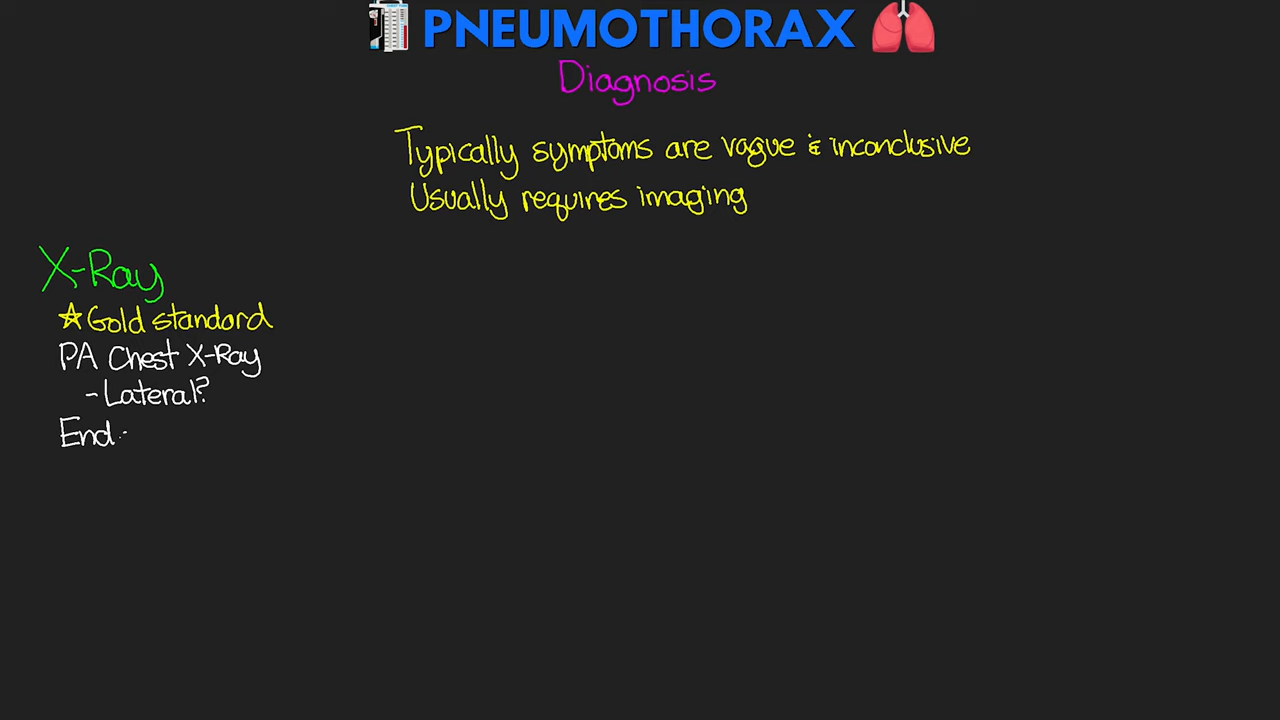 PNEUMOTHORAX
Diagnosis
Typically symptoms are vague & inconclusive
Usually requires imaging
X-Ray
☆Gold standard
PA Chest X-Ray
-Lateral?
End-